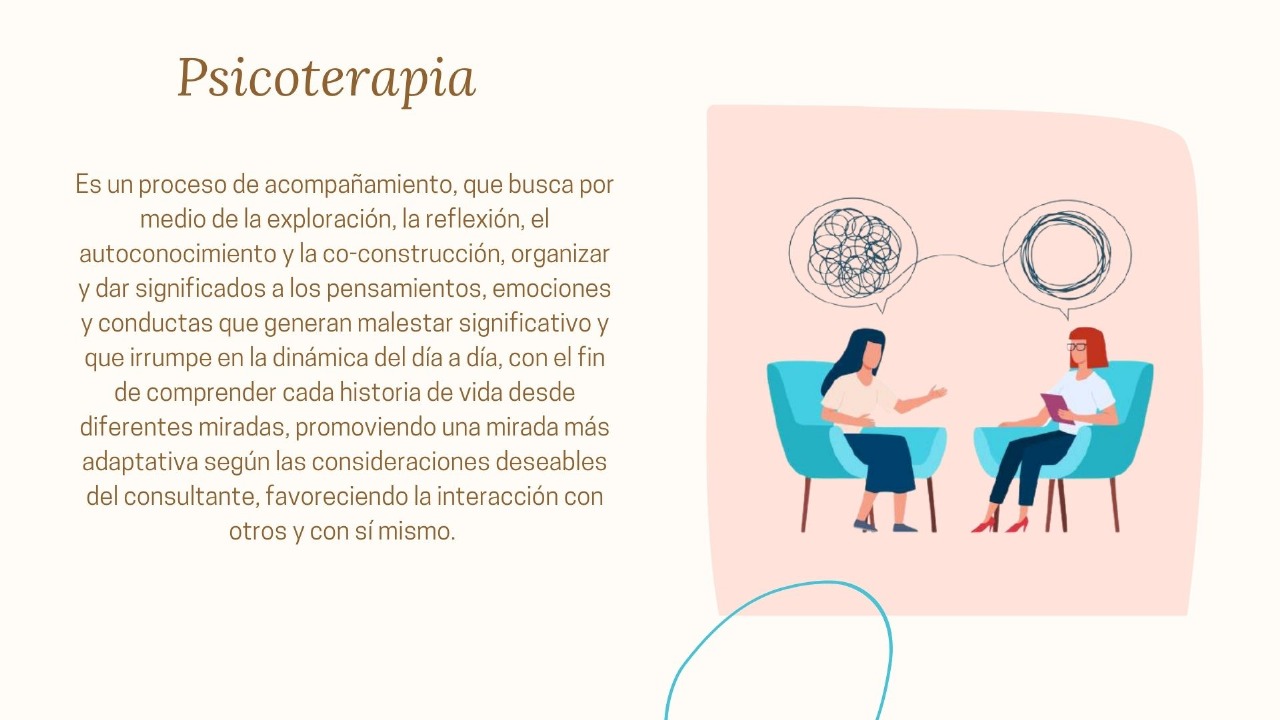 Psicoterapia
Es un proceso de acompañamiento, que busca por
medio de la exploración, la reflexión, el
autoconocimiento y la co-construcción, organizar
y dar significados a los pensamientos, emociones
y conductas que generan malestar significativo y
que irrumpe en la dinámica del día a día, con el fin
de comprender cada historia de vida desde
diferentes miradas, promoviendo una mirada más
adaptativa según las consideraciones deseables
del consultante, favoreciendo la interacción con
otros y con sí mismo.